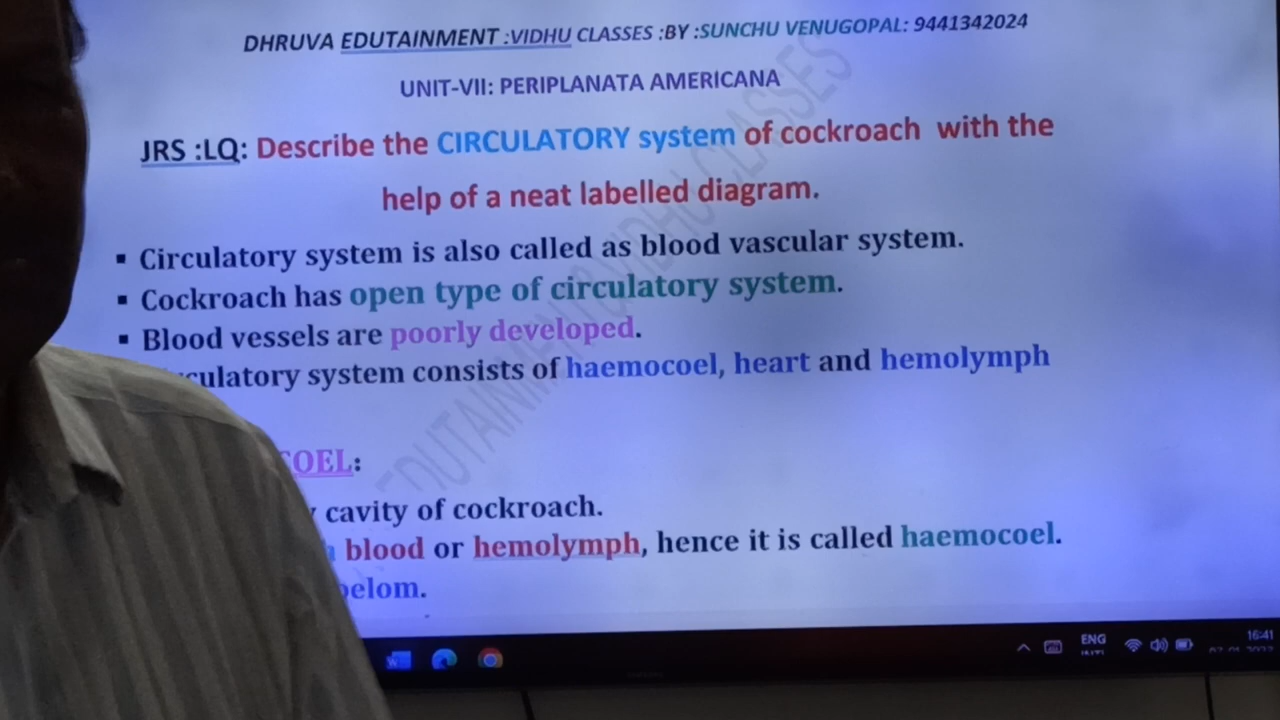 DHRUVA EDUTAINMENT :VIDHU CLASSES :BY :SUNCHU VENUGOPAL: 9441342024
UNIT-VII: PERIPLANATA AMERICANA
JRS :LQ: Describe the CIRCULATORY system of cockroach with the
help of a neat labelled diagram.
▪ Circulatory system is also called as blood vascular system.
▪ Cockroach has open type of circulatory system.
▪ Blood vessels are poorly developed.
culatory system consists of haemocoel, heart and hemolymph
COEL:
cavity of cockroach.
blood or hemolymph, hence it is called haemocoel.
oelom.
EDUTAINMANT & VIDHU CLASSES
ENG
16:41